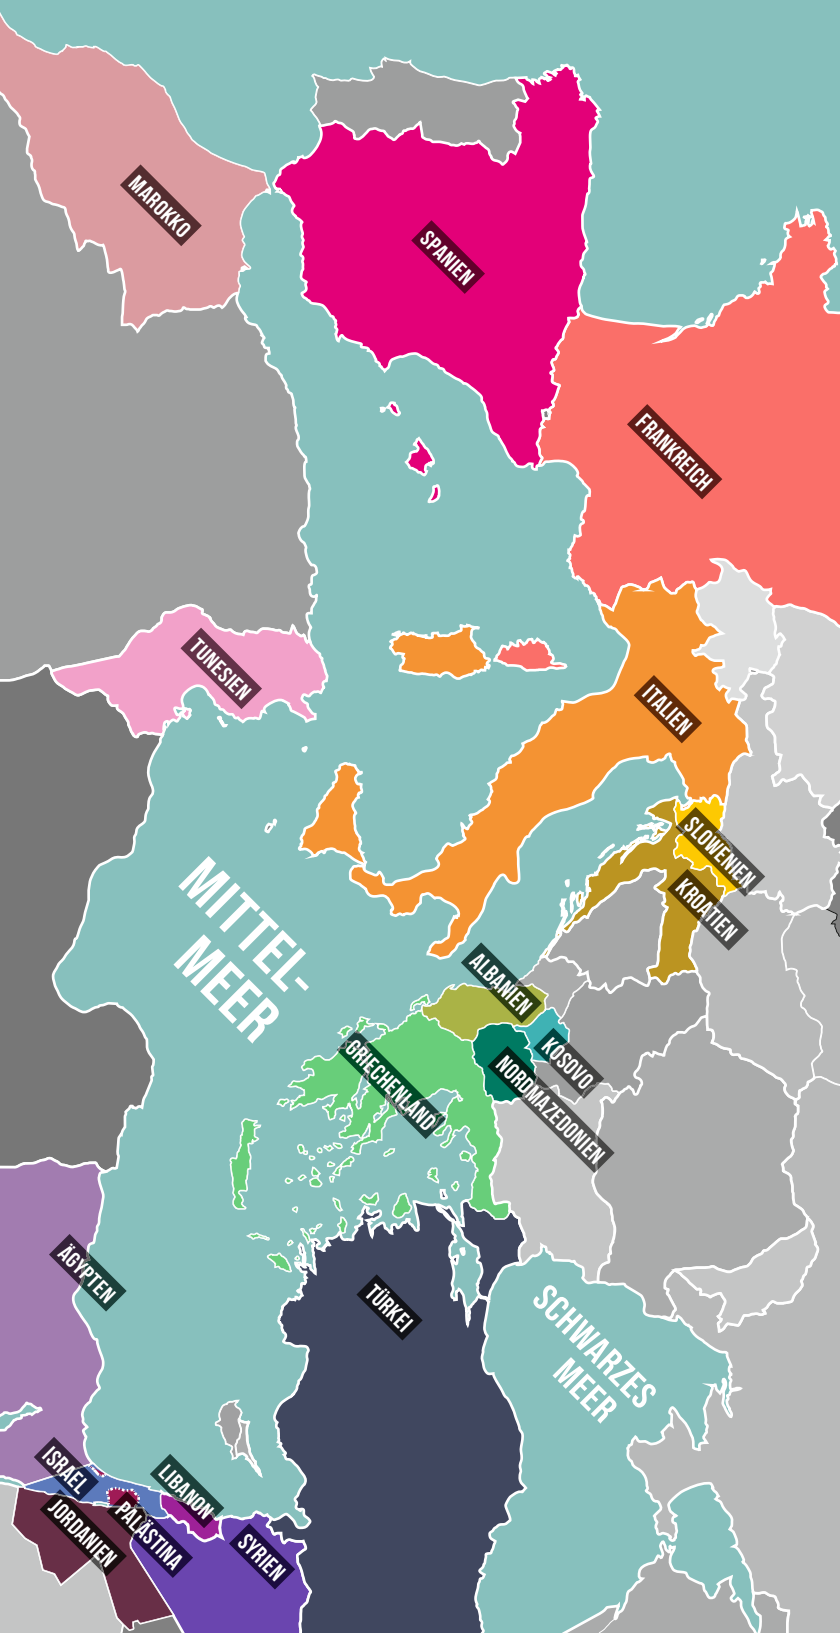 MAROKKO
SPANIEN
FRANKREICH
TUNESIEN
ITALIEN
SLOWENIEN
KROATIEN
MITTEL-
MEER
ALBANIEN
KOSOVO
GRIECHENLAND
NORDMAZEDONIEN
ÄGYPTEN
TÜRKEI
SCHWARZES
MEER
ISRAEL
LIBANON
JORDANIEN
PALÄSTINA
SYRIEN